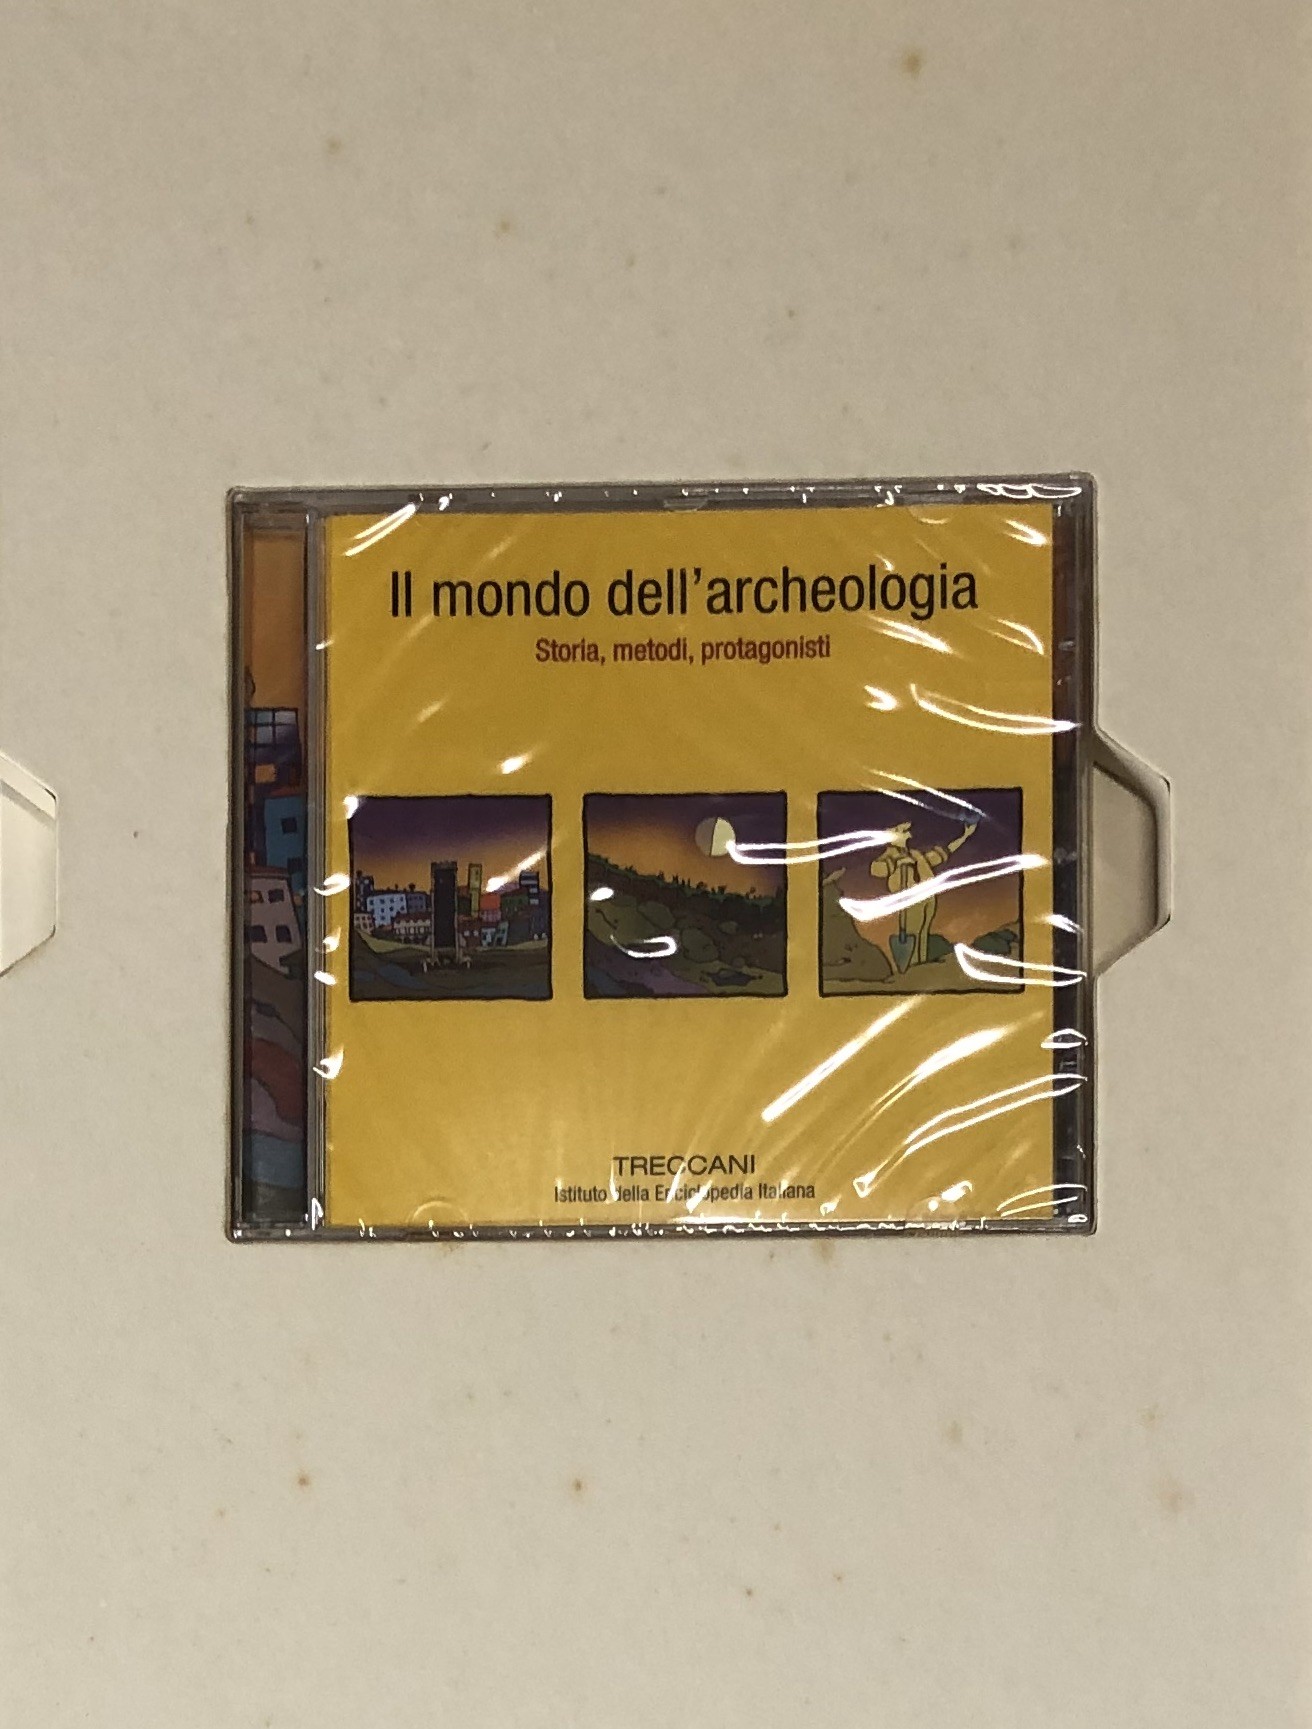 Il mondo dell'archeologia
Storia, metodi, protagonisti
TRECCANI
Istituto della Enciclopedia Italiana